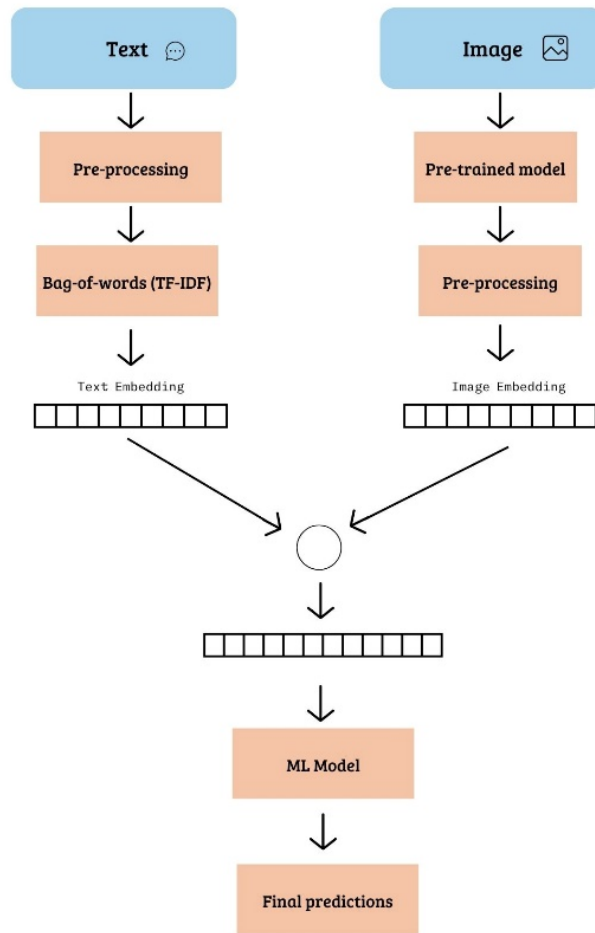 Text
Image
Pre-processing
Pre-trained model
Bag-of-words (TF-IDF)
Pre-processing
Text Embedding
Image Embedding
ML Model
Final predictions